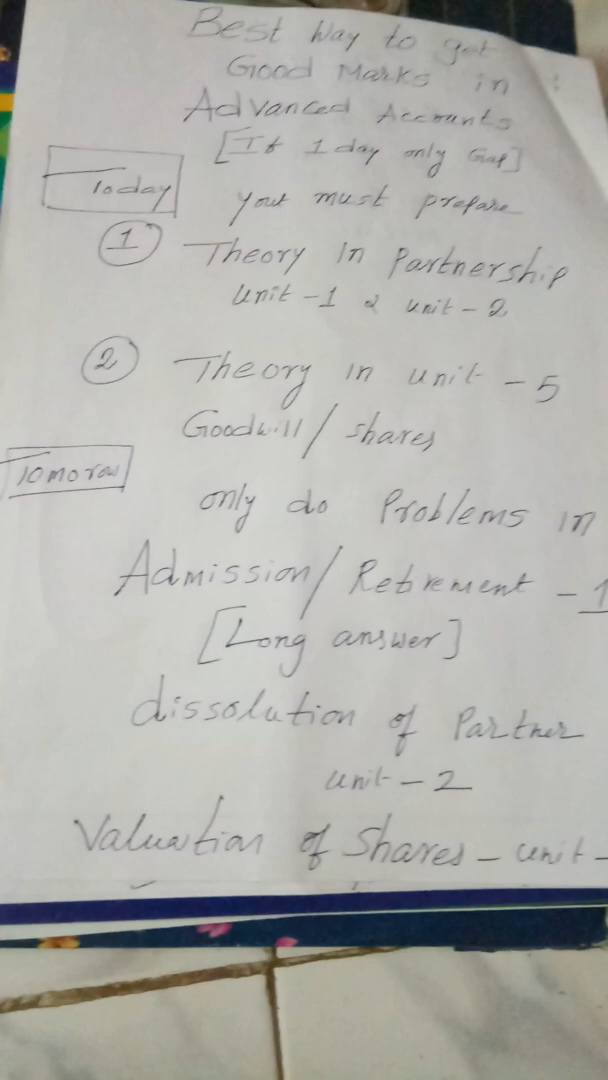 Best Way to get
Good Marks in :
Advanced Accounts
[If 1 day only Gap]
Today
you must prepare
① Theory in Partnership
Unit - 1 & Unit - 2
② Theory in unit - 5
Goodwill / shares
Tomorow
only do Problems in
Admission / Retirement - 1
[Long answer]
dissolution of Partner
unit - 2
Valuation of Shares - unit -